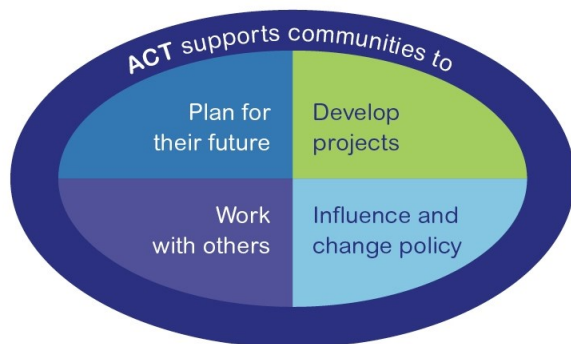 ACT supports communities to
Plan for
their future
Develop
projects
Work
with others
Influence and
change policy